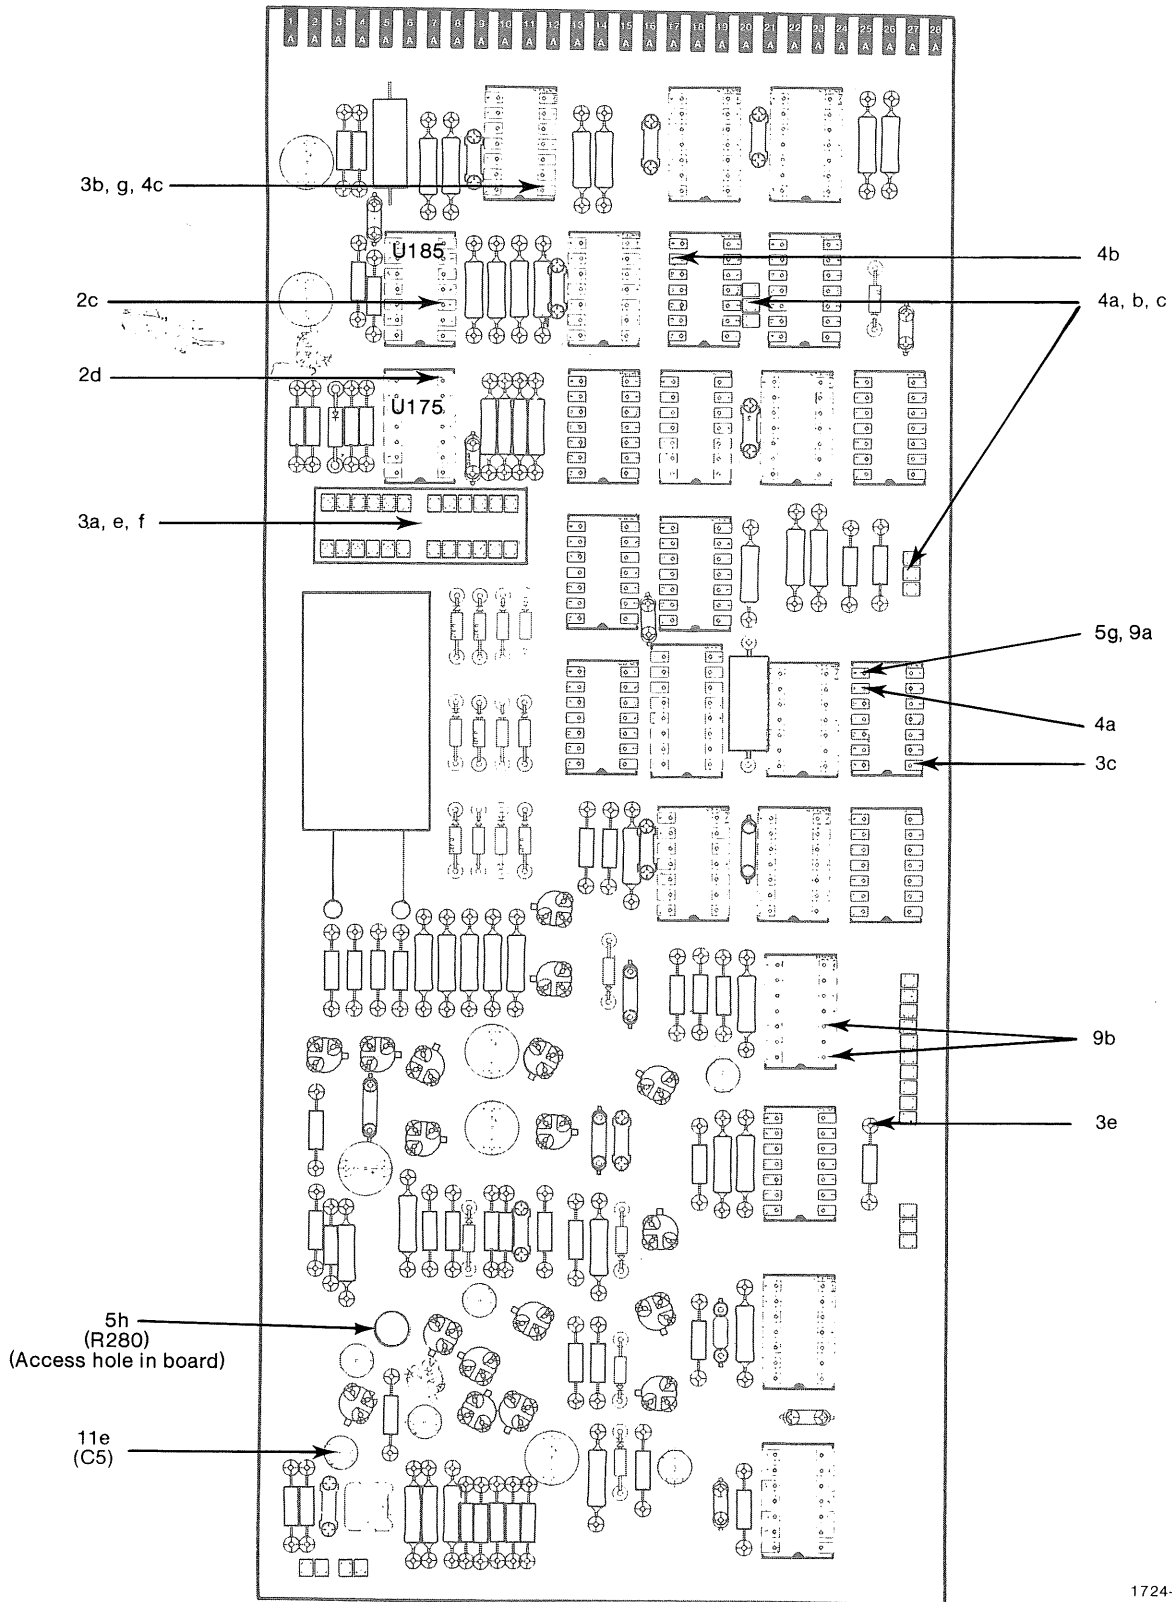 1 2 3 4 5 6 7 8 9 10 11 12 13 14 15 16 17 18 19 20 21 22 23 24 25 26 27 28
A A A A A A A A A A A A A A A A A A A A A A A A A A A A
3b, g, 4c
U185
4b
2c
4a, b, c
2d
U175
3a, e, f
5g, 9a
4a
3c
9b
3e
5h
(R280)
(Access hole in board)
11e
(C5)
1724-